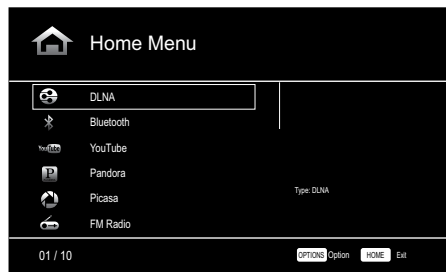 Home Menu
DLNA
Bluetooth
YouTube
YouTube
P
Pandora
Picasa
Type: DLNA
FM Radio
01 / 10
OPTIONS Option HOME Exit